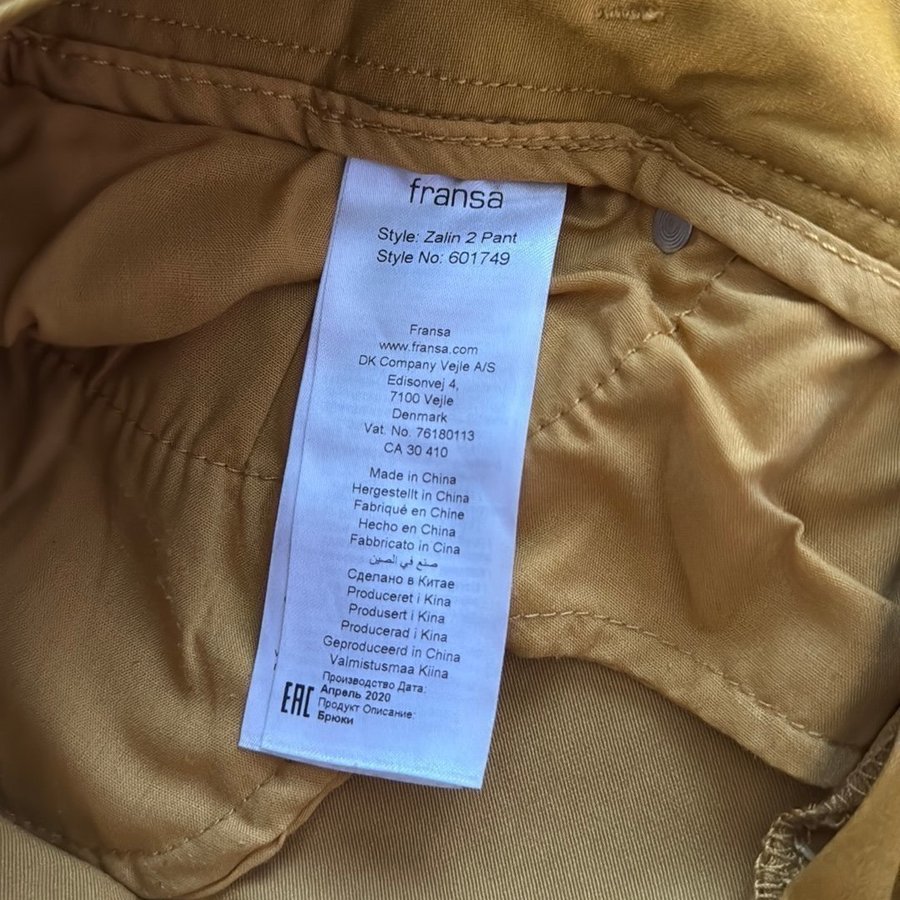 fransa
Style: Zalin 2 Pant
Style No: 601749
Fransa
www.fransa.com
DK Company Vejle A/S
Edisonvej 4,
7100 Vejle
Denmark
Vat. No. 76180113
CA 30 410
Made in China
Hergestellt in China
Fabriqué en Chine
Hecho en China
Fabbricato in Cina
صنع في الصين
Сделано в Китае
Produceret i Kina
Produsert i Kina
Producerad i Kina
Geproduceerd in China
Valmistusmaa Kiina
Производство Дата:
Апрель 2020
EAC Продукт Описание:
Брюки